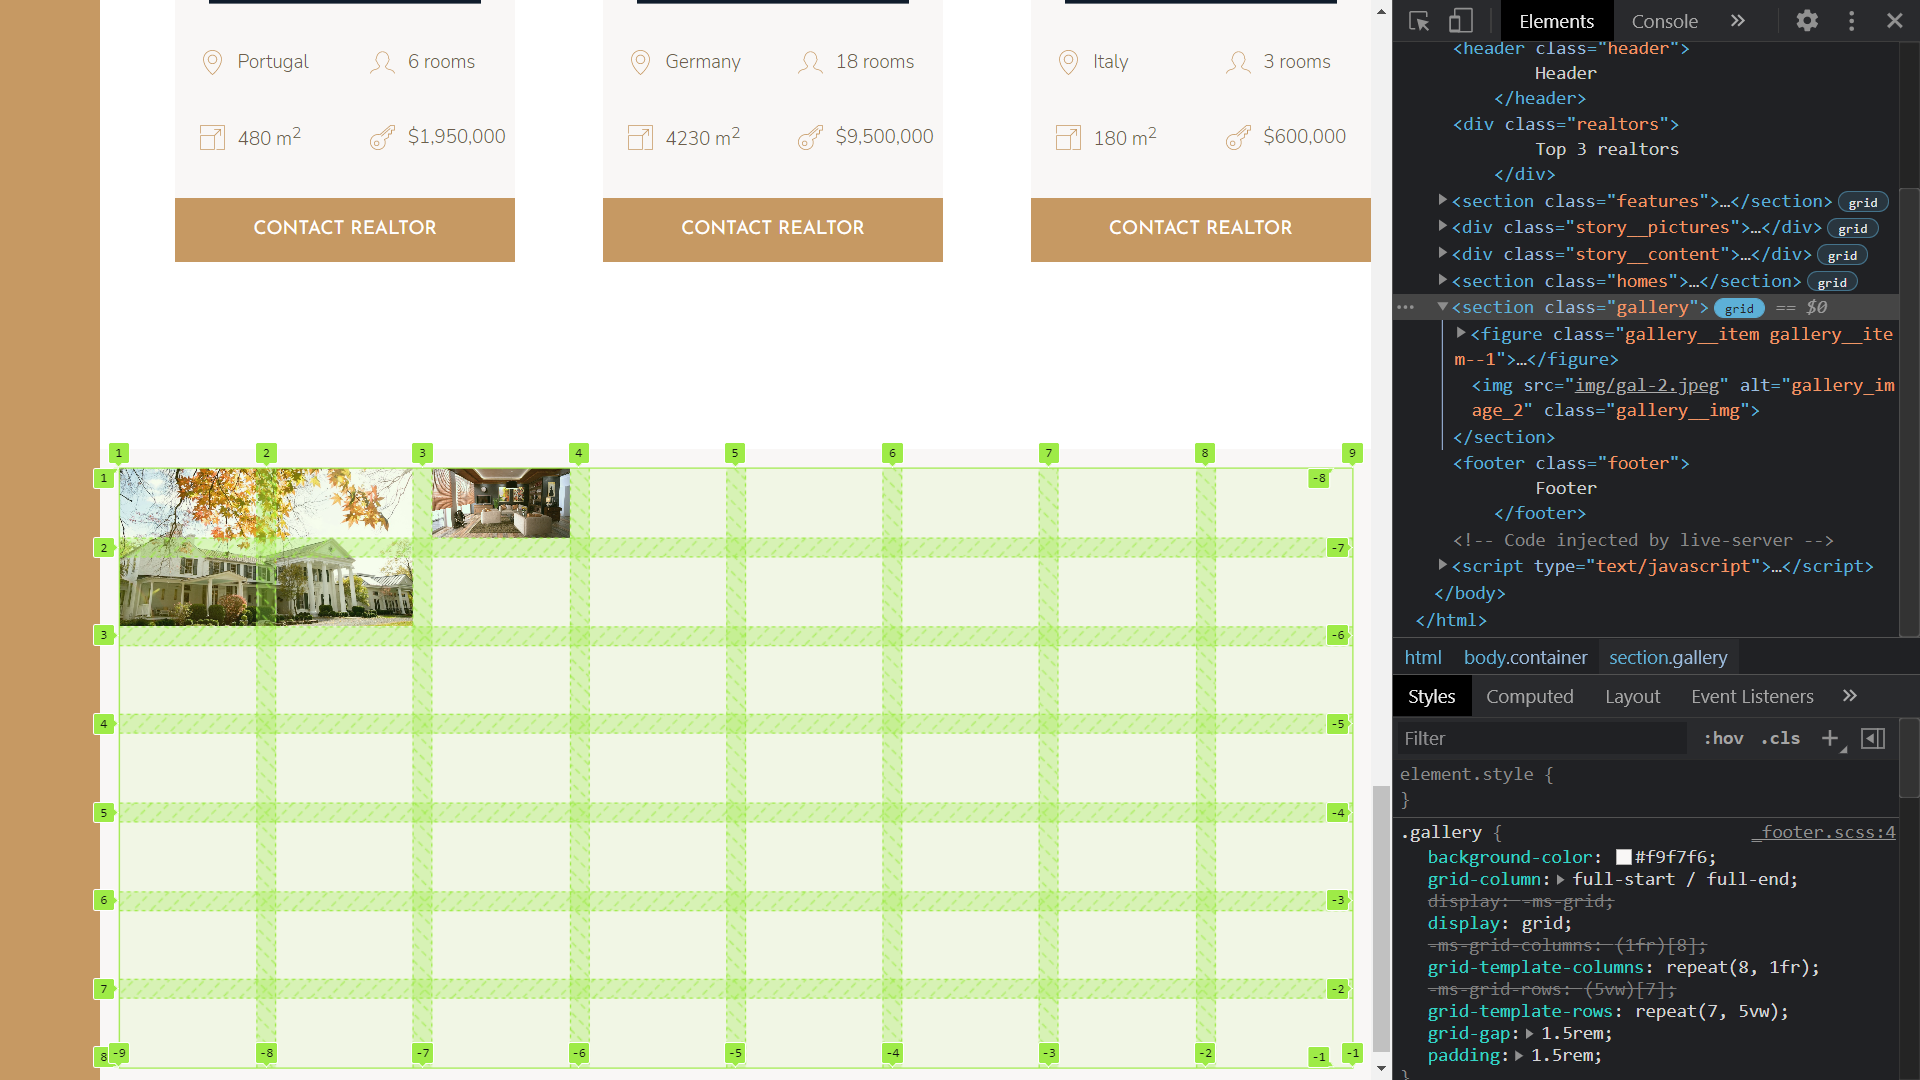 Portugal
6 rooms
Germany
18 rooms
Italy
3 rooms
480 m2
$1,950,000
4230 m2
$9,500,000
180 m2
$600,000
CONTACT REALTOR
CONTACT REALTOR
CONTACT REALTOR
1 2 3 4 5 6 7 8 9
1 -8
2 -7
3 -6
4 -5
5 -4
6 -3
7 -2
8 -9 -8 -7 -6 -5 -4 -3 -2 -1 -1
Elements Console »
<header class="header">
Header
</header>
<div class="realtors">
Top 3 realtors
</div>
<section class="features">…</section> grid
<div class="story__pictures">…</div> grid
<div class="story__content">…</div> grid
<section class="homes">…</section> grid
<section class="gallery"> grid == $0
<figure class="gallery__item gallery__ite
m--1">…</figure>
<img src="img/gal-2.jpeg" alt="gallery_im
age_2" class="gallery__img">
</section>
<footer class="footer">
Footer
</footer>
<!-- Code injected by live-server -->
<script type="text/javascript">…</script>
</body>
</html>
html body.container section.gallery
Styles Computed Layout Event Listeners »
Filter :hov .cls +
element.style {
}
.gallery { _footer.scss:4
background-color: #f9f7f6;
grid-column: full-start / full-end;
display: -ms-grid;
display: grid;
-ms-grid-columns: (1fr)[8];
grid-template-columns: repeat(8, 1fr);
-ms-grid-rows: (5vw)[7];
grid-template-rows: repeat(7, 5vw);
grid-gap: 1.5rem;
padding: 1.5rem;
}